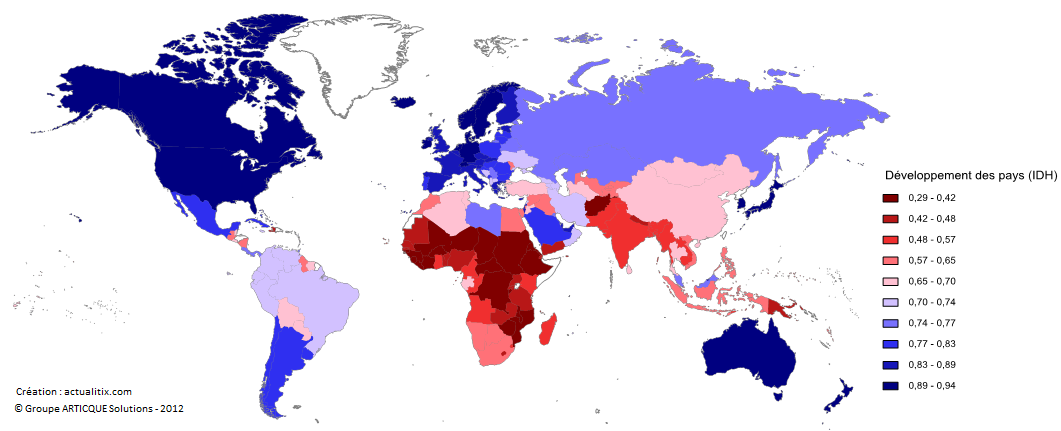 Développement des pays (IDH)
0,29 - 0,42
0,42 - 0,48
0,48 - 0,57
0,57 - 0,65
0,65 - 0,70
0,70 - 0,74
0,74 - 0,77
0,77 - 0,83
0,83 - 0,89
0,89 - 0,94
Création : actualitix.com
© Groupe ARTICQUE Solutions - 2012